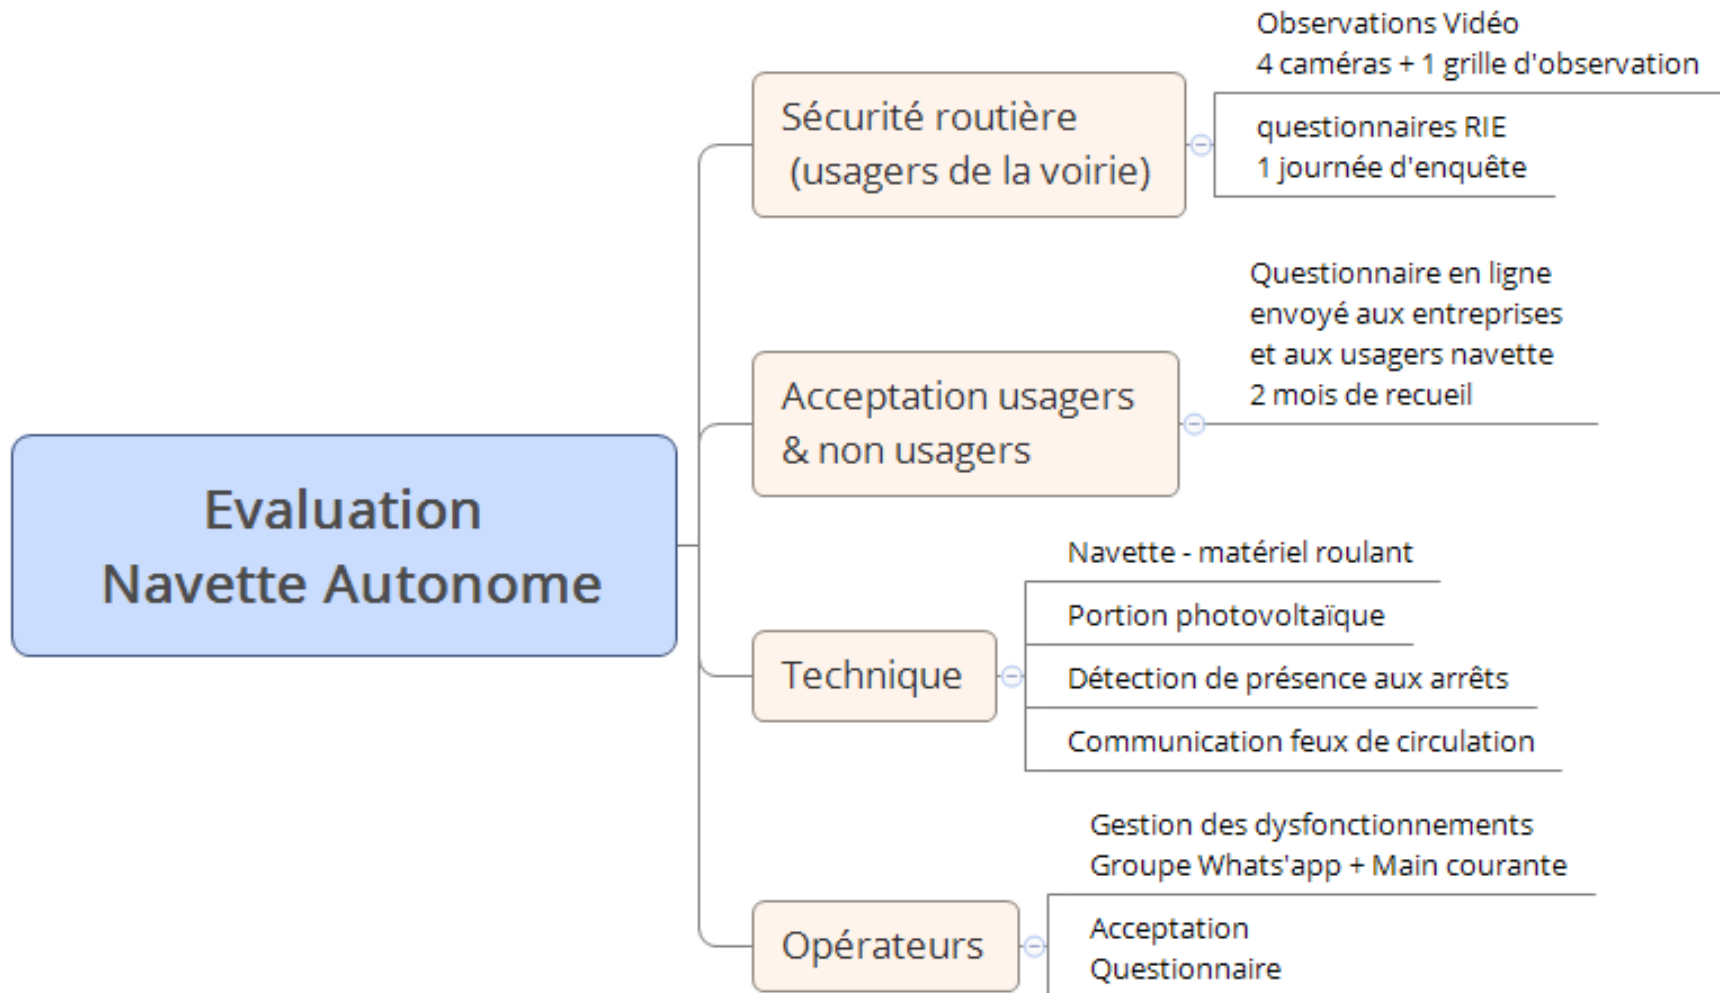 Evaluation
Navette Autonome
Sécurité routière
(usagers de la voirie)
Observations Vidéo
4 caméras + 1 grille d'observation
questionnaires RIE
1 journée d'enquête
Acceptation usagers
& non usagers
Questionnaire en ligne
envoyé aux entreprises
et aux usagers navette
2 mois de recueil
Technique
Navette - matériel roulant
Portion photovoltaïque
Détection de présence aux arrêts
Communication feux de circulation
Opérateurs
Gestion des dysfonctionnements
Groupe Whats'app + Main courante
Acceptation
Questionnaire